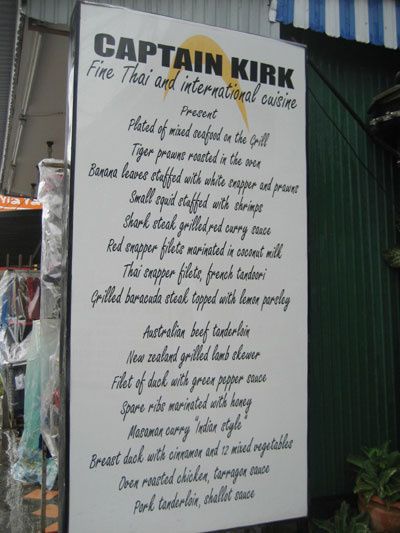 CAPTAIN KIRK
Fine Thai and international cuisine
Present
Plated of mixed seafood on the Grill
Tiger prawns roasted in the oven
Banana leaves stuffed with white snapper and prawns
Small squid stuffed with shrimps
Shark steak grilled,red curry sauce
Red snapper filets marinated in coconut milk
Thai snapper filets, french tandoori
Grilled baracuda steak topped with lemon parsley
Australian beef tanderloin
New zealand grilled lamb skewer
Filet of duck with green pepper sauce
Spare ribs marinated with honey
Masaman curry "Indian style"
Breast duck with cinnamon and 12 mixed vegetables
Oven roasted chicken, tarragon sauce
Pork tanderloin, shallot sauce